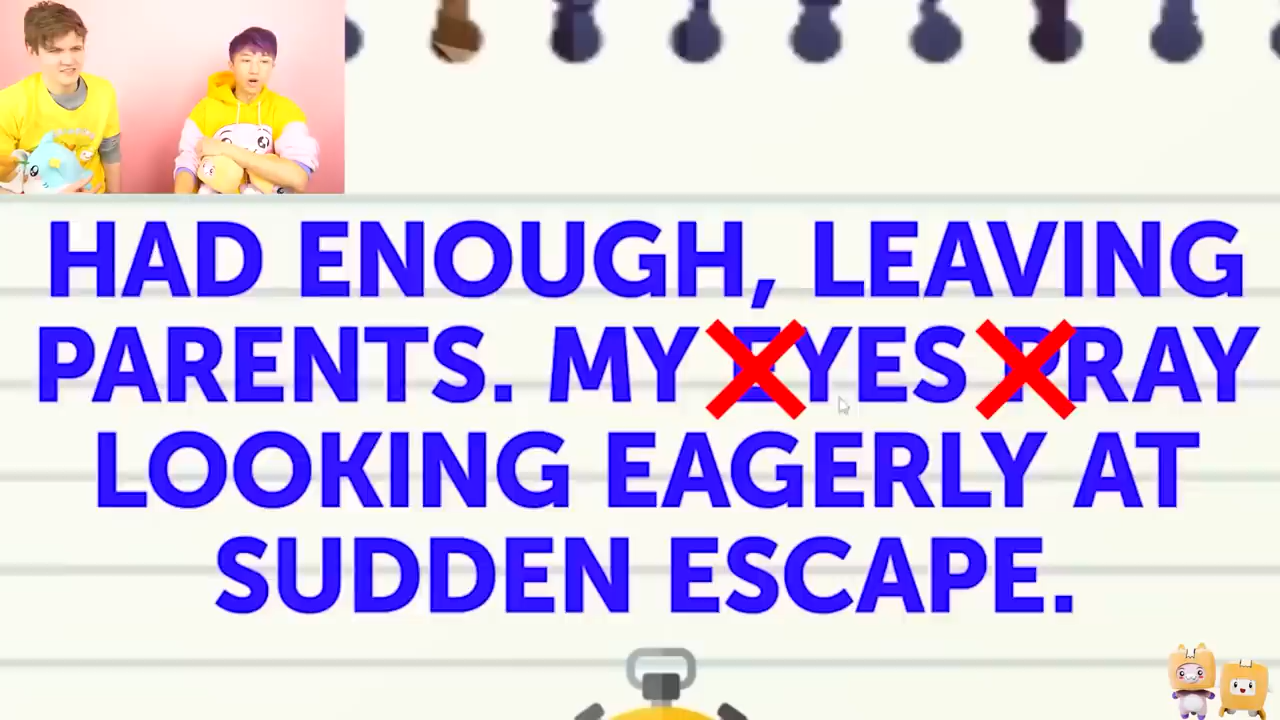 HAD ENOUGH, LEAVING
PARENTS. MY EYES PRAY
LOOKING EAGERLY AT
SUDDEN ESCAPE.